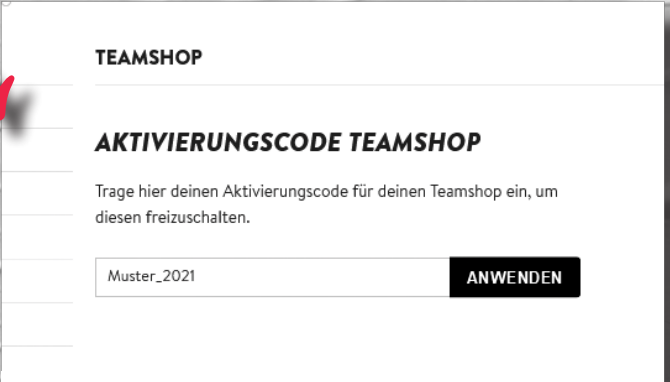 TEAMSHOP
AKTIVIERUNGSCODE TEAMSHOP
Trage hier deinen Aktivierungscode für deinen Teamshop ein, um
diesen freizuschalten.
Muster_2021
ANWENDEN